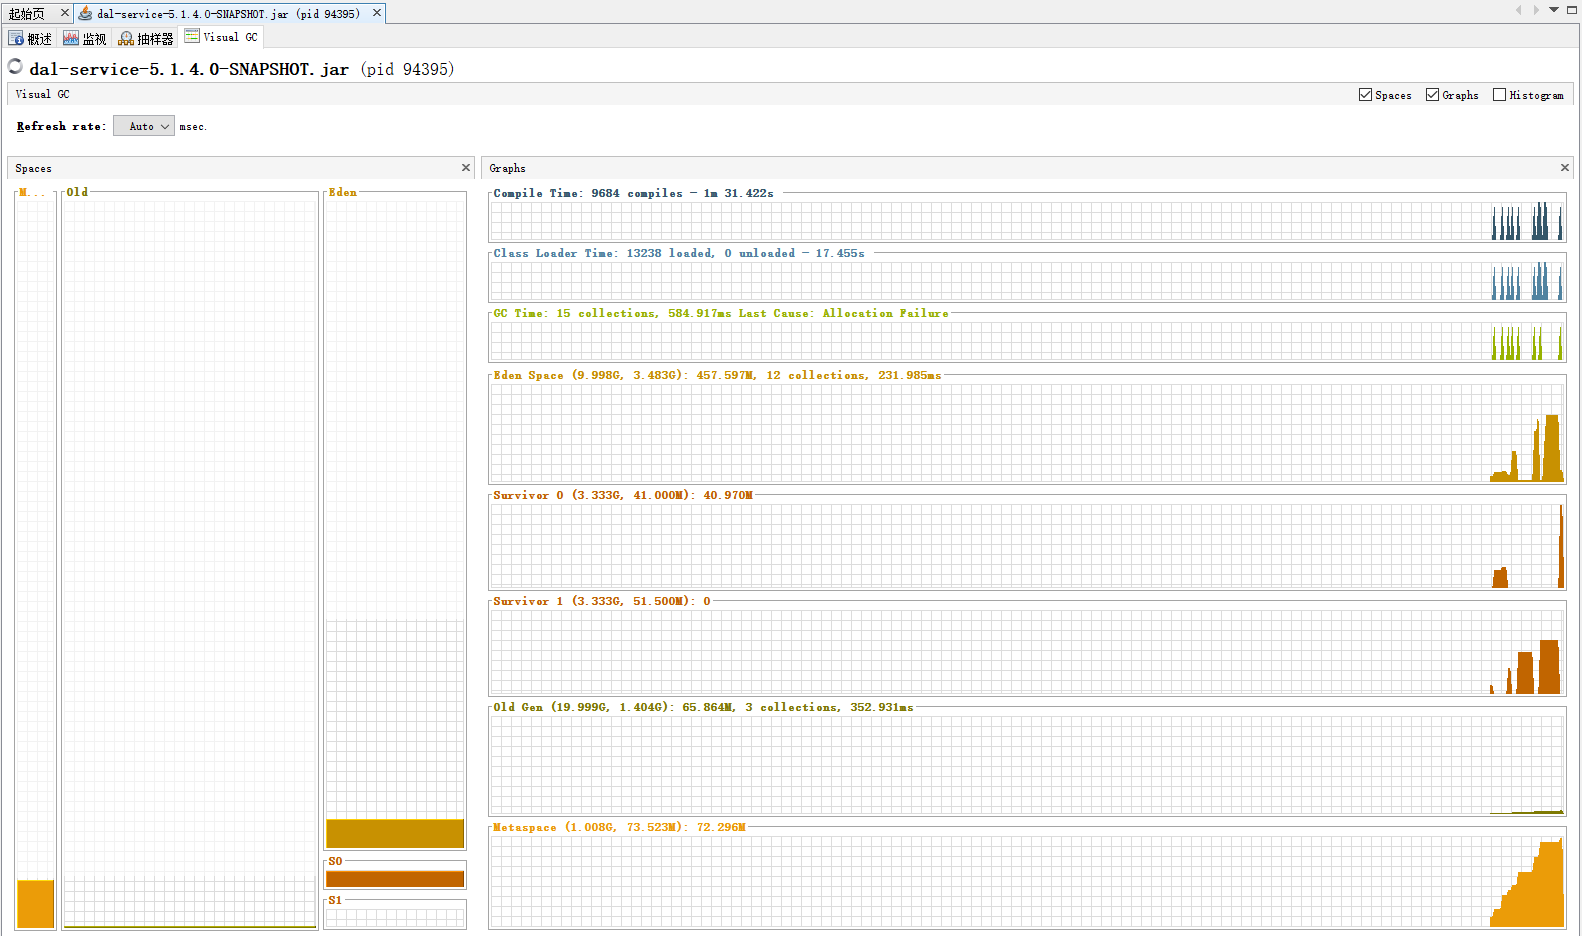 起始页
dal-service-5.1.4.0-SNAPSHOT.jar (pid 94395)
概述
监视
抽样器
Visual GC
dal-service-5.1.4.0-SNAPSHOT.jar (pid 94395)
Visual GC
Spaces
Graphs
Histogram
Refresh rate:
Auto
msec.
Spaces
Graphs
M...
Old
Eden
S0
S1
Compile Time: 9684 compiles - 1m 31.422s
Class Loader Time: 13238 loaded, 0 unloaded - 17.455s
GC Time: 15 collections, 584.917ms Last Cause: Allocation Failure
Eden Space (9.998G, 3.483G): 457.597M, 12 collections, 231.985ms
Survivor 0 (3.333G, 41.000M): 40.970M
Survivor 1 (3.333G, 51.500M): 0
Old Gen (19.999G, 1.404G): 65.864M, 3 collections, 352.931ms
Metaspace (1.008G, 73.523M): 72.296M